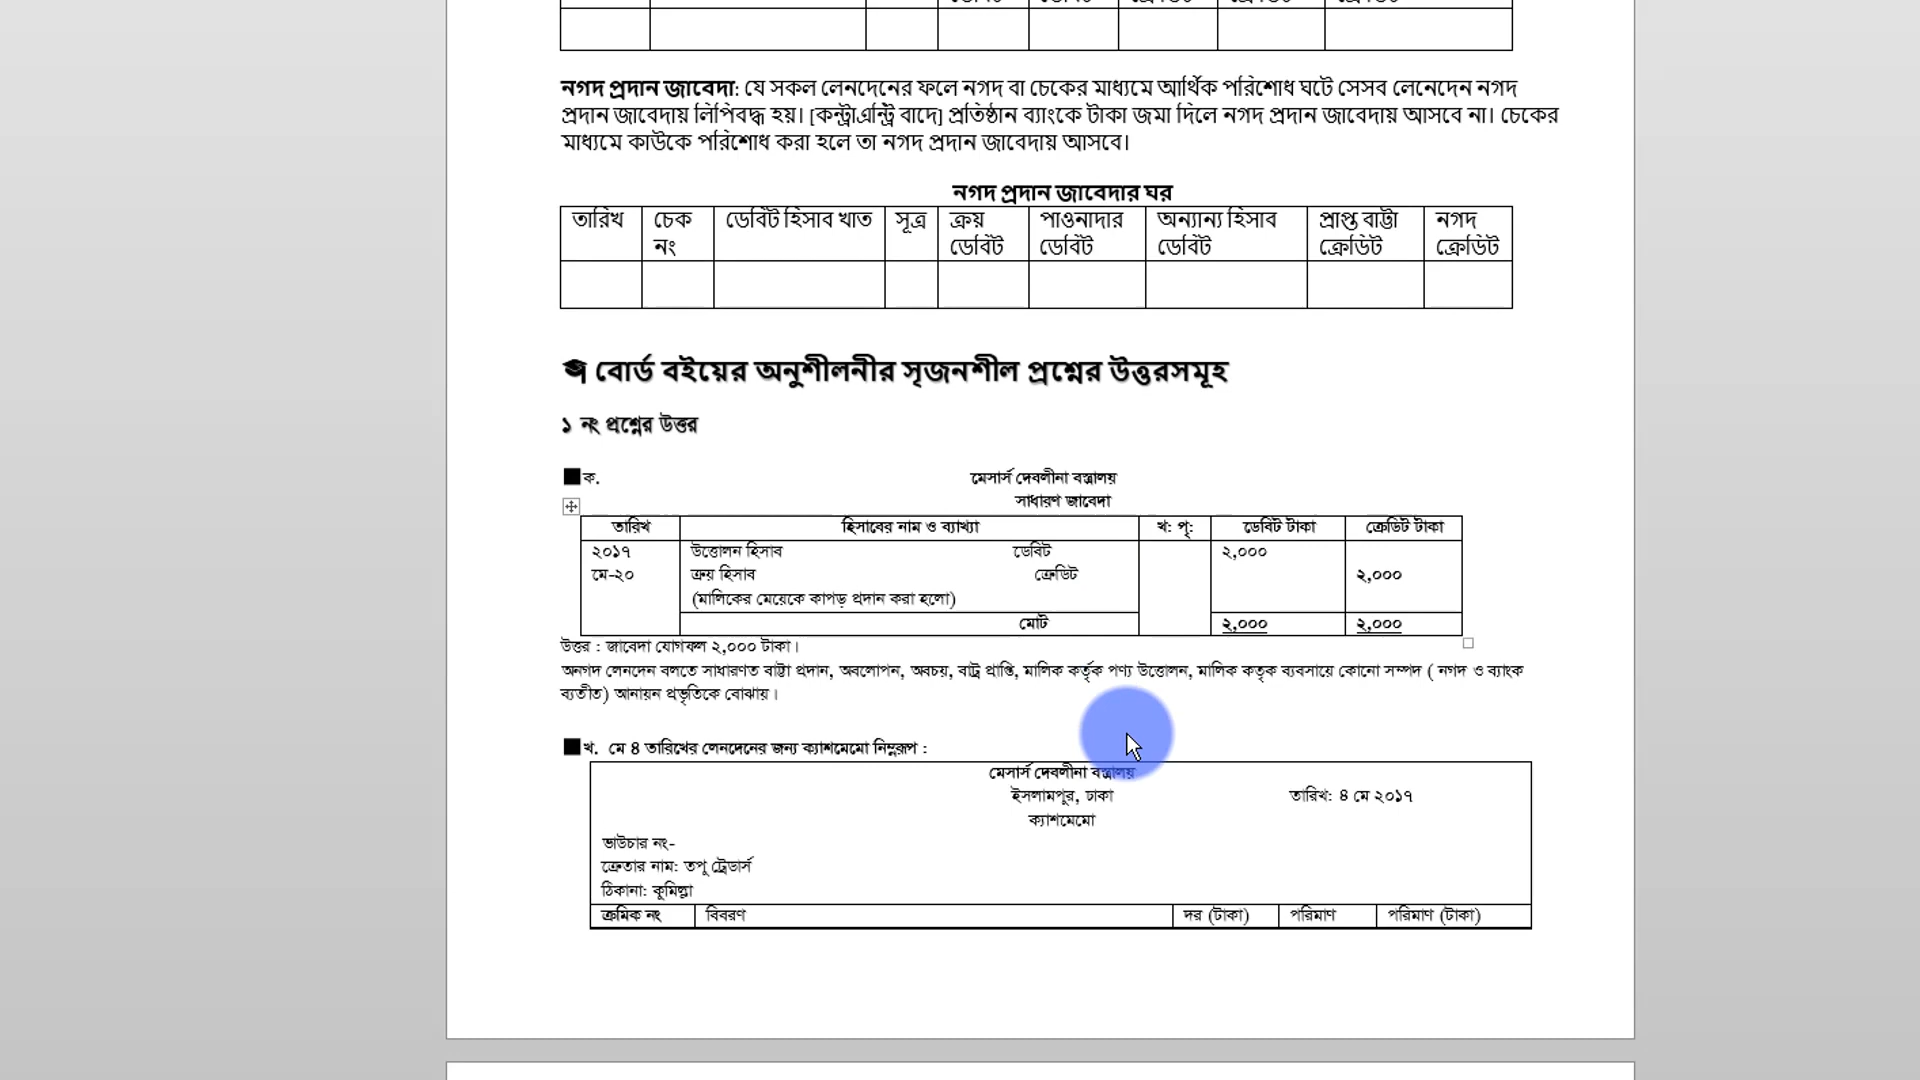 নগদ প্রদান জাবেদা: যে সকল লেনদেনের ফলে নগদ বা চেকের মাধ্যমে আর্থিক পরিশোধ ঘটে সেসব লেনেদেন নগদ
প্রদান জাবেদায় লিপিবদ্ধ হয়। [কন্ট্রাএন্ট্রি বাদে] প্রতিষ্ঠান ব্যাংকে টাকা জমা দিলে নগদ প্রদান জাবেদায় আসবে না। চেকের
মাধ্যমে কাউকে পরিশোধ করা হলে তা নগদ প্রদান জাবেদায় আসবে।
নগদ প্রদান জাবেদার ঘর
তারিখ চেক ডেবিট হিসাব খাত সূত্র ক্রয় পাওনাদার অন্যান্য হিসাব প্রাপ্ত বাট্টা নগদ
নং ডেবিট ডেবিট ডেবিট ক্রেডিট ক্রেডিট
বোর্ড বইয়ের অনুশীলনীর সৃজনশীল প্রশ্নের উত্তরসমূহ
১ নং প্রশ্নের উত্তর
ক. মেসার্স দেবলীনা বস্ত্রালয়
সাধারণ জাবেদা
তারিখ হিসাবের নাম ও ব্যাখ্যা খ: পৃ: ডেবিট টাকা ক্রেডিট টাকা
২০১৭ উত্তোলন হিসাব ডেবিট ২,০০০
মে-২০ ক্রয় হিসাব ক্রেডিট ২,০০০
(মালিকের মেয়েকে কাপড় প্রদান করা হলো)
মোট ২,০০০ ২,০০০
উত্তর : জাবেদা যোগফল ২,০০০ টাকা।
অনগদ লেনদেন বলতে সাধারণত বাট্টা প্রদান, অবলোপন, অবচয়, বাট্র প্রাপ্তি, মালিক কর্তৃক পণ্য উত্তোলন, মালিক কতৃক ব্যবসায়ে কোনো সম্পদ ( নগদ ও ব্যাংক
ব্যতীত) আনায়ন প্রভৃতিকে বোঝায়।
খ. মে ৪ তারিখের লেনদেনের জন্য ক্যাশমেমো নিম্নরূপ :
মেসার্স দেবলীনা বস্ত্রালয়
ইসলামপুর, ঢাকা তারিখ: ৪ মে ২০১৭
ক্যাশমেমো
ভাউচার নং-
ক্রেতার নাম: তপু ট্রেডার্স
ঠিকানা: কুমিল্লা
ক্রমিক নং বিবরণ দর (টাকা) পরিমাণ পরিমাণ (টাকা)